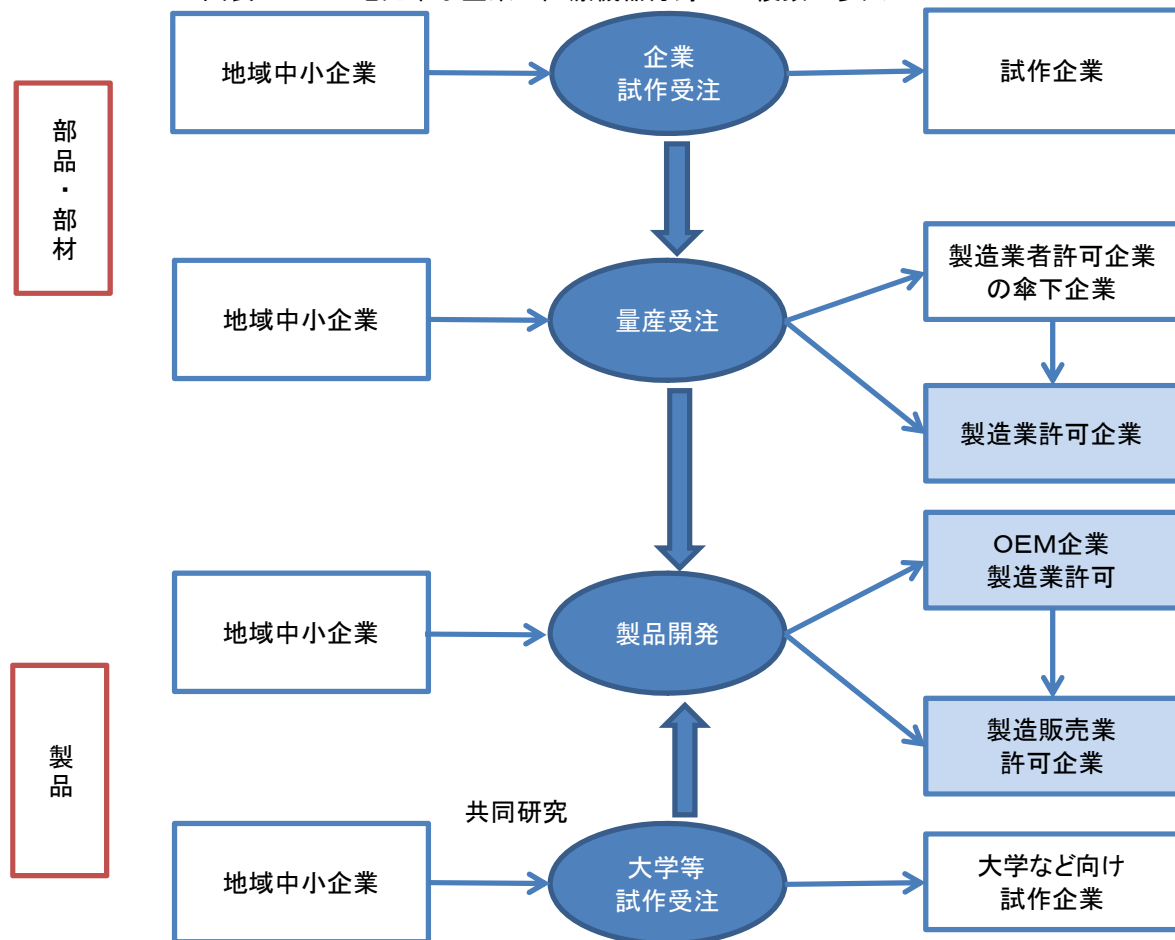 地域中小企業
企業
試作受注
試作企業
部品・部材
地域中小企業
量産受注
製造業者許可企業
の傘下企業
製造業許可企業
地域中小企業
製品開発
OEM企業
製造業許可
製造販売業
許可企業
製品
共同研究
地域中小企業
大学等
試作受注
大学など向け
試作企業